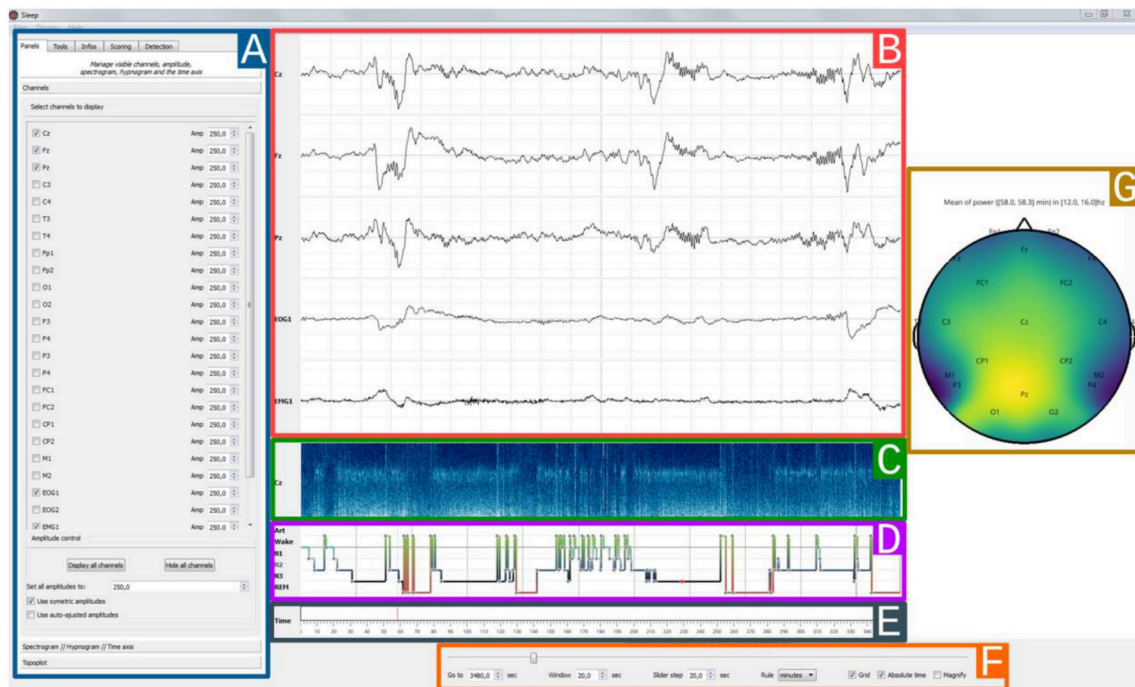 Sleep
A
Panels Tools Infos Scoring Detection
Manage visible channels, amplitude,
spectrogram, hypnogram and the time axis
Channels
Select channels to display
Cz Amp 250,0
Fz Amp 250,0
Pz Amp 250,0
C3 Amp 250,0
C4 Amp 250,0
T3 Amp 250,0
T4 Amp 250,0
Fp1 Amp 250,0
Fp2 Amp 250,0
O1 Amp 250,0
O2 Amp 250,0
F3 Amp 250,0
F4 Amp 250,0
P3 Amp 250,0
P4 Amp 250,0
FC1 Amp 250,0
FC2 Amp 250,0
CP1 Amp 250,0
CP2 Amp 250,0
M1 Amp 250,0
M2 Amp 250,0
EOG1 Amp 250,0
EOG2 Amp 250,0
EMG1 Amp 250,0
Amplitude control
Display all channels Hide all channels
Set all amplitudes to: 250,0
Use symetric amplitudes
Use auto-ajusted amplitudes
Spectrogram // Hypnogram // Time axis
Topoplot
B
Cz
Fz
Pz
EOG1
EMG1
C
Cz
D
Art
Wake
N1
N2
N3
REM
E
Time
0 10 20 30 40 50 60 70 80 90 100 110 120 130 140 150 160 170 180 190 200 210 220 230 240 250 260 270 280 290 300 310 320 330 340
F
Go to 3480,0 sec Window 20,0 sec Slider step 20,0 sec Rule minutes Grid Absolute time Magnify
G
Mean of power ([58.0, 58.3] min) in [12.0, 16.0]hz
Fp1 Fp2
Fz
FC1 FC2
C3 Cz C4
CP1 CP2
M1 M2
P3 P4
Pz
O1 O2